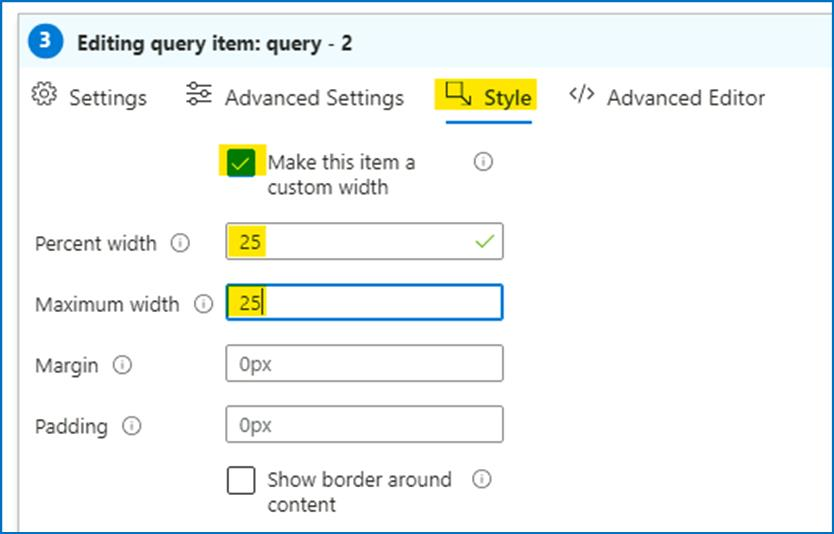 3 Editing query item: query - 2
Settings Advanced Settings Style </> Advanced Editor
Make this item a
custom width
Percent width 25
Maximum width 25
Margin 0px
Padding 0px
Show border around
content